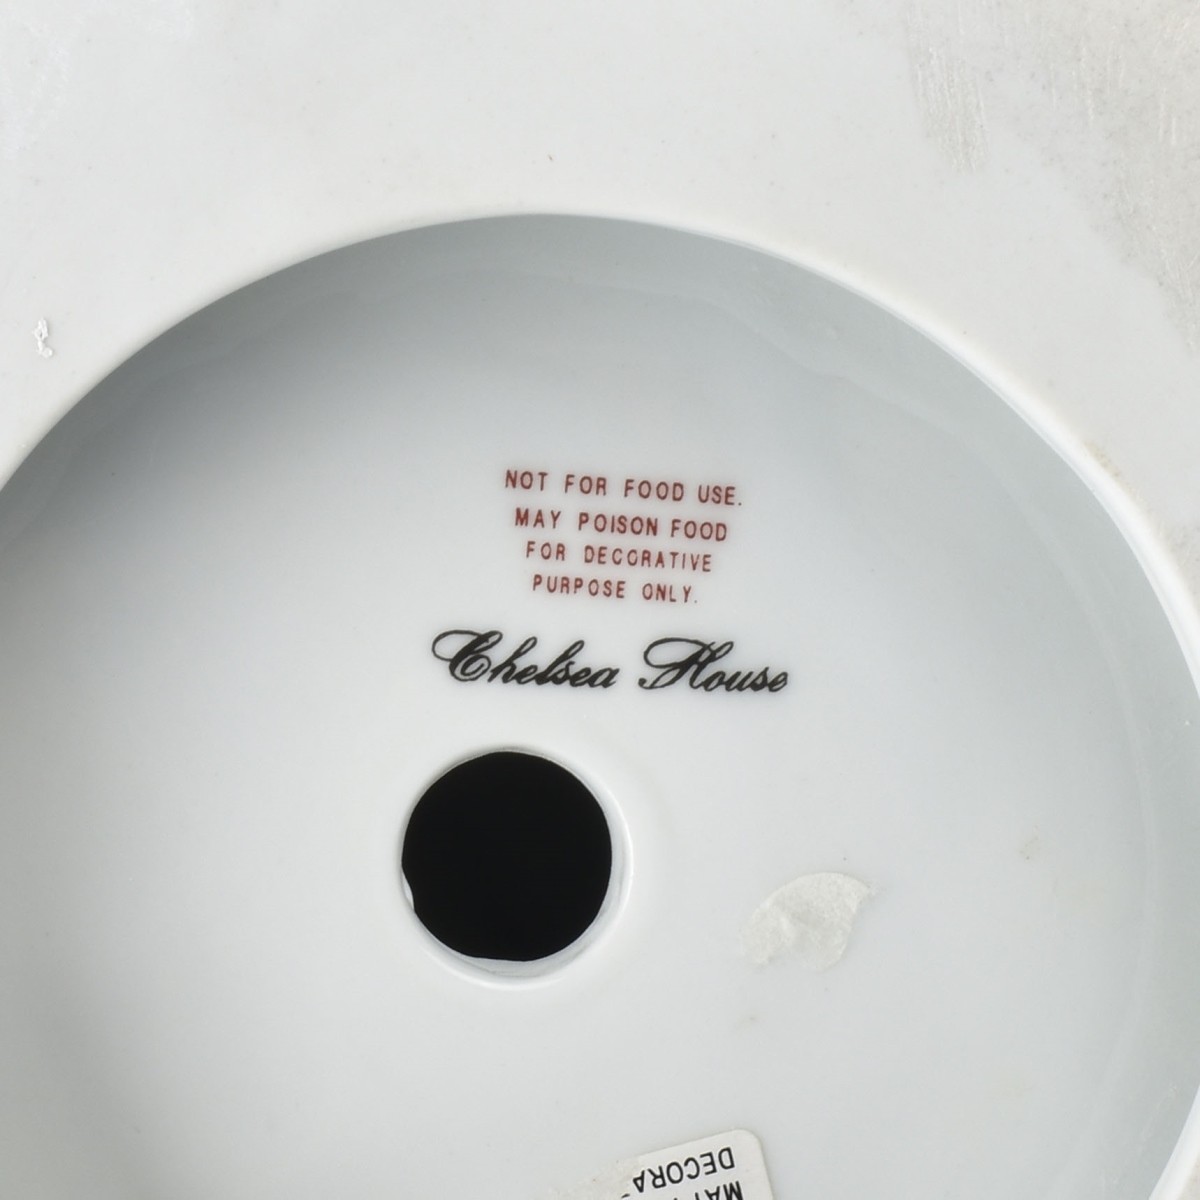 NOT FOR FOOD USE.
MAY POISON FOOD
FOR DECORATIVE
PURPOSE ONLY.
Chelsea House